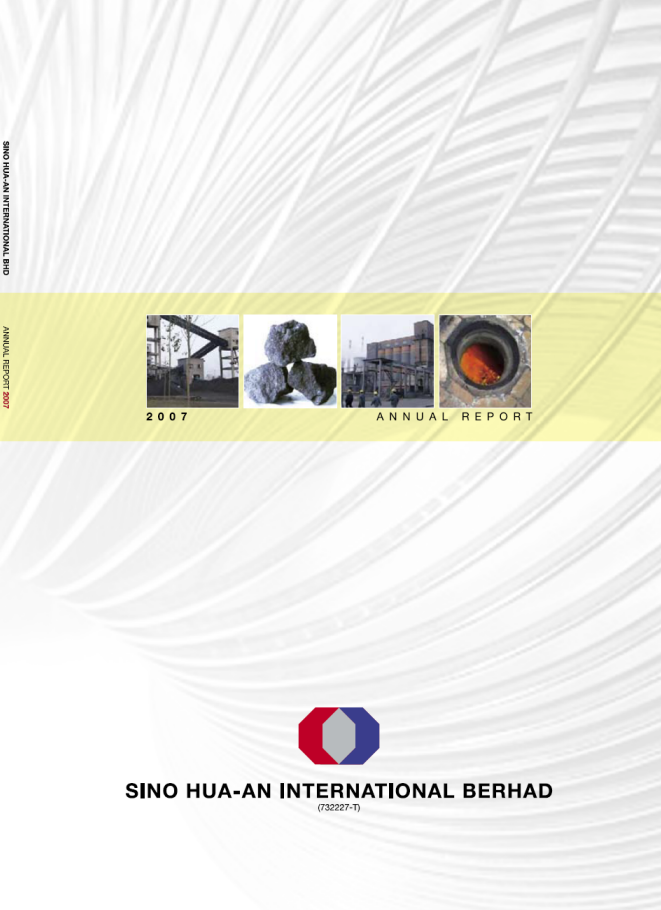 SINO HUA-AN INTERNATIONAL BHD
ANNUAL REPORT 2007
2007
ANNUAL REPORT
SINO HUA-AN INTERNATIONAL BERHAD
(732227-T)